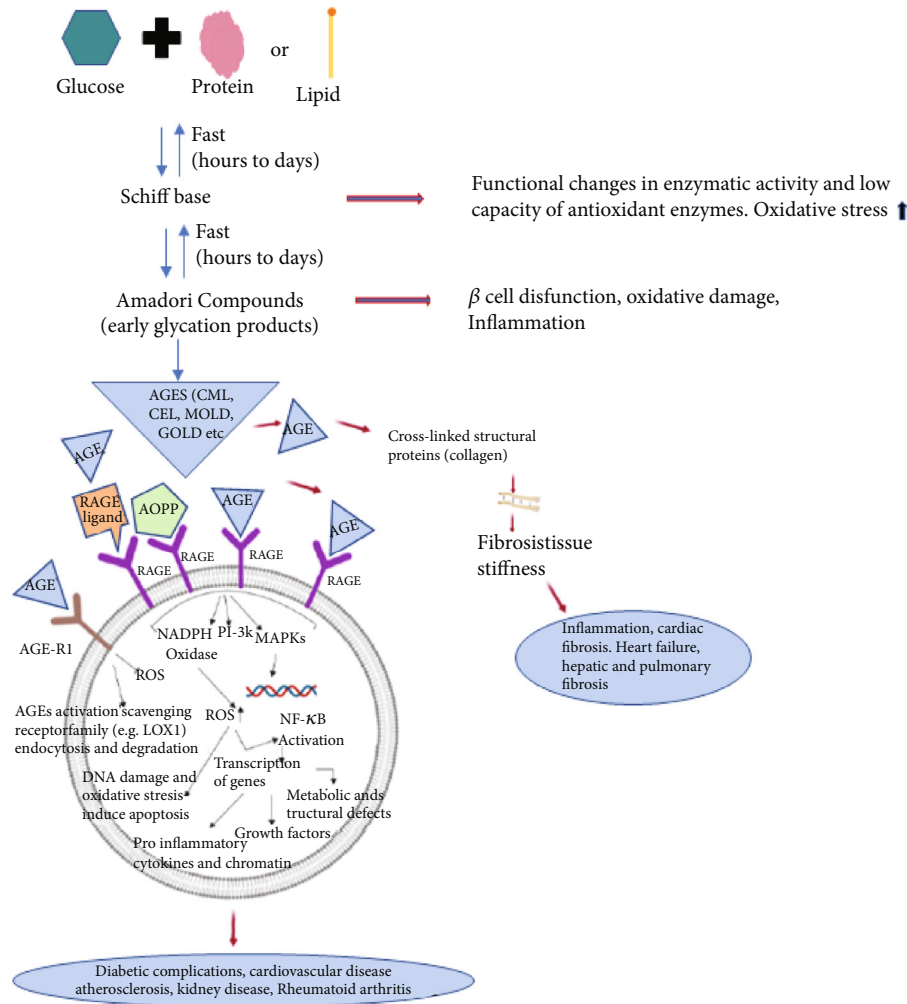 Glucose
Protein
or
Lipid
Fast
(hours to days)
Schiff base
Functional changes in enzymatic activity and low
capacity of antioxidant enzymes. Oxidative stress
Fast
(hours to days)
Amadori Compounds
(early glycation products)
β cell disfunction, oxidative damage,
Inflammation
AGES (CML,
CEL, MOLD,
GOLD etc
AGE
Cross-linked structural
proteins (collagen)
AGE
RAGE
ligand
AOPP
AGE
AGE
RAGE
RAGE
RAGE
RAGE
Fibrosistissue
stiffness
AGE
AGE-R1
NADPH
Oxidase
PI-3k
MAPKs
ROS
Inflammation, cardiac
fibrosis. Heart failure,
hepatic and pulmonary
fibrosis
AGEs activation scavenging
receptorfamily (e.g. LOX1)
endocytosis and degradation
ROS
NF-κB
Activation
Transcription
of genes
DNA damage and
oxidative stresis
induce apoptosis
Metabolic ands
tructural defects
Growth factors
Pro inflammatory
cytokines and chromatin
Diabetic complications, cardiovascular disease
atherosclerosis, kidney disease, Rheumatoid arthritis